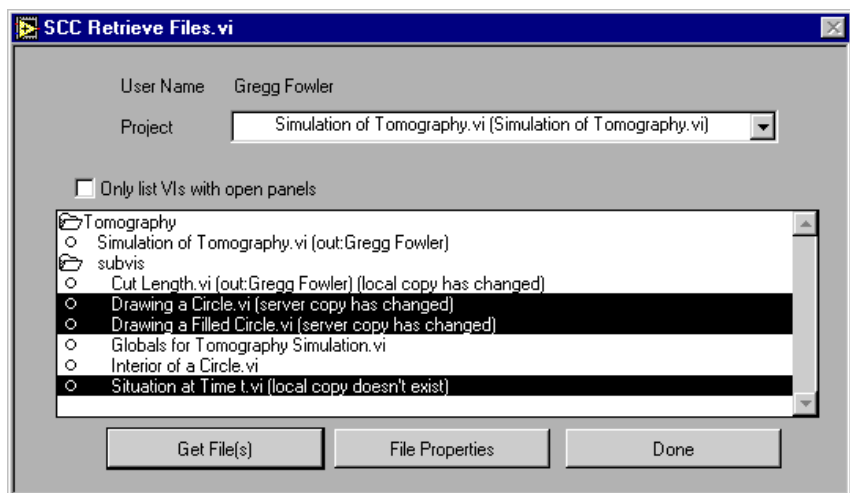 SCC Retrieve Files.vi
User Name Gregg Fowler
Project Simulation of Tomography.vi (Simulation of Tomography.vi)
Only list VIs with open panels
Tomography
Simulation of Tomography.vi (out:Gregg Fowler)
subvis
Cut Length.vi (out:Gregg Fowler) (local copy has changed)
Drawing a Circle.vi (server copy has changed)
Drawing a Filled Circle.vi (server copy has changed)
Globals for Tomography Simulation.vi
Interior of a Circle.vi
Situation at Time t.vi (local copy doesn't exist)
Get File(s) File Properties Done